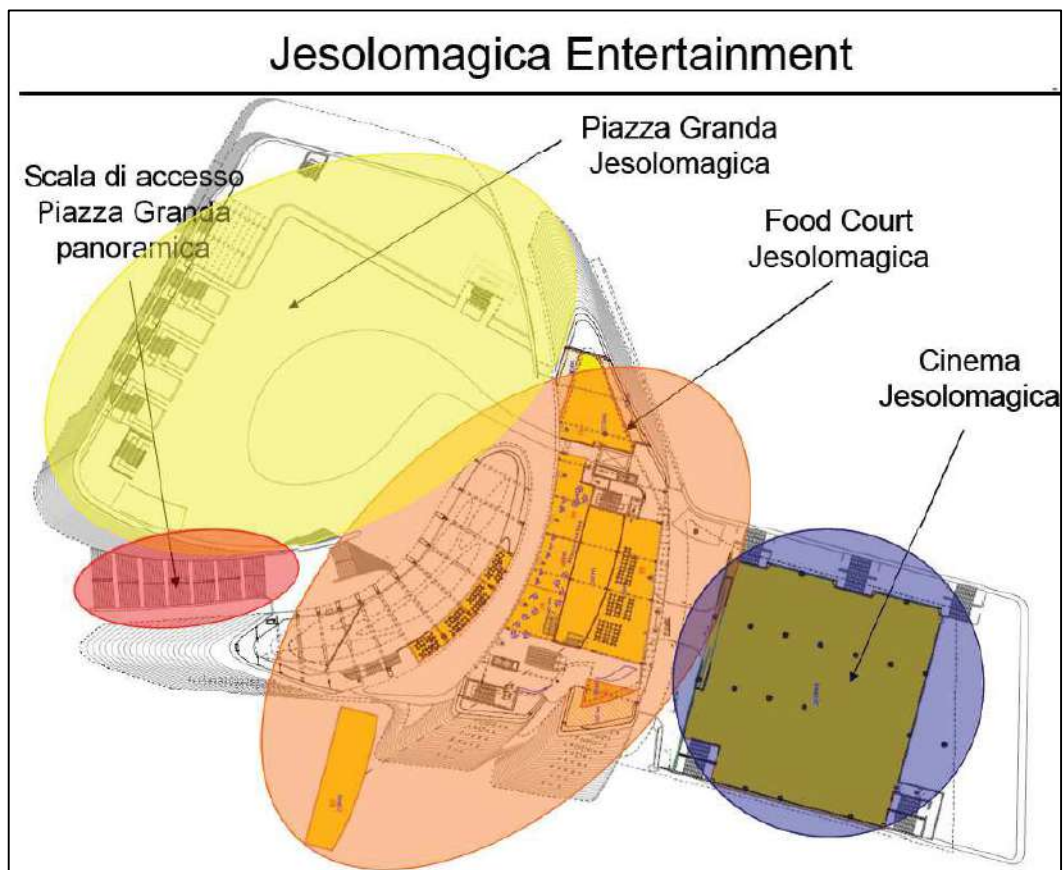 Jesolomagica Entertainment
Piazza Granda
Jesolomagica
Scala di accesso
Piazza Granda
panoramica
Food Court
Jesolomagica
Cinema
Jesolomagica